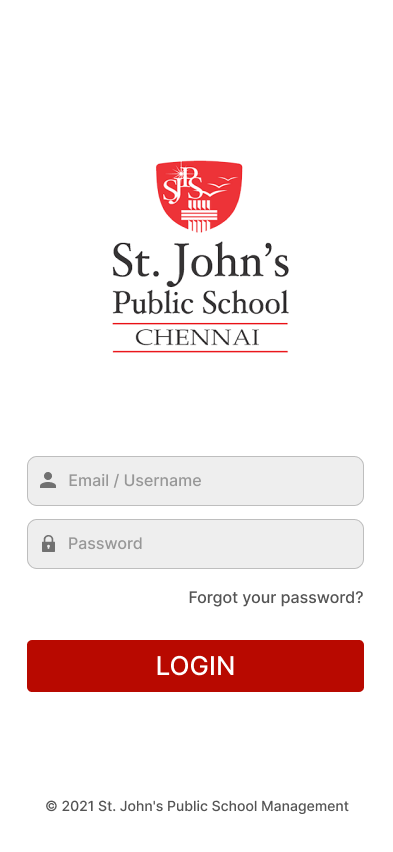 SJPS
St. John's
Public School
CHENNAI
Email / Username
Password
Forgot your password?
LOGIN
© 2021 St. John's Public School Management